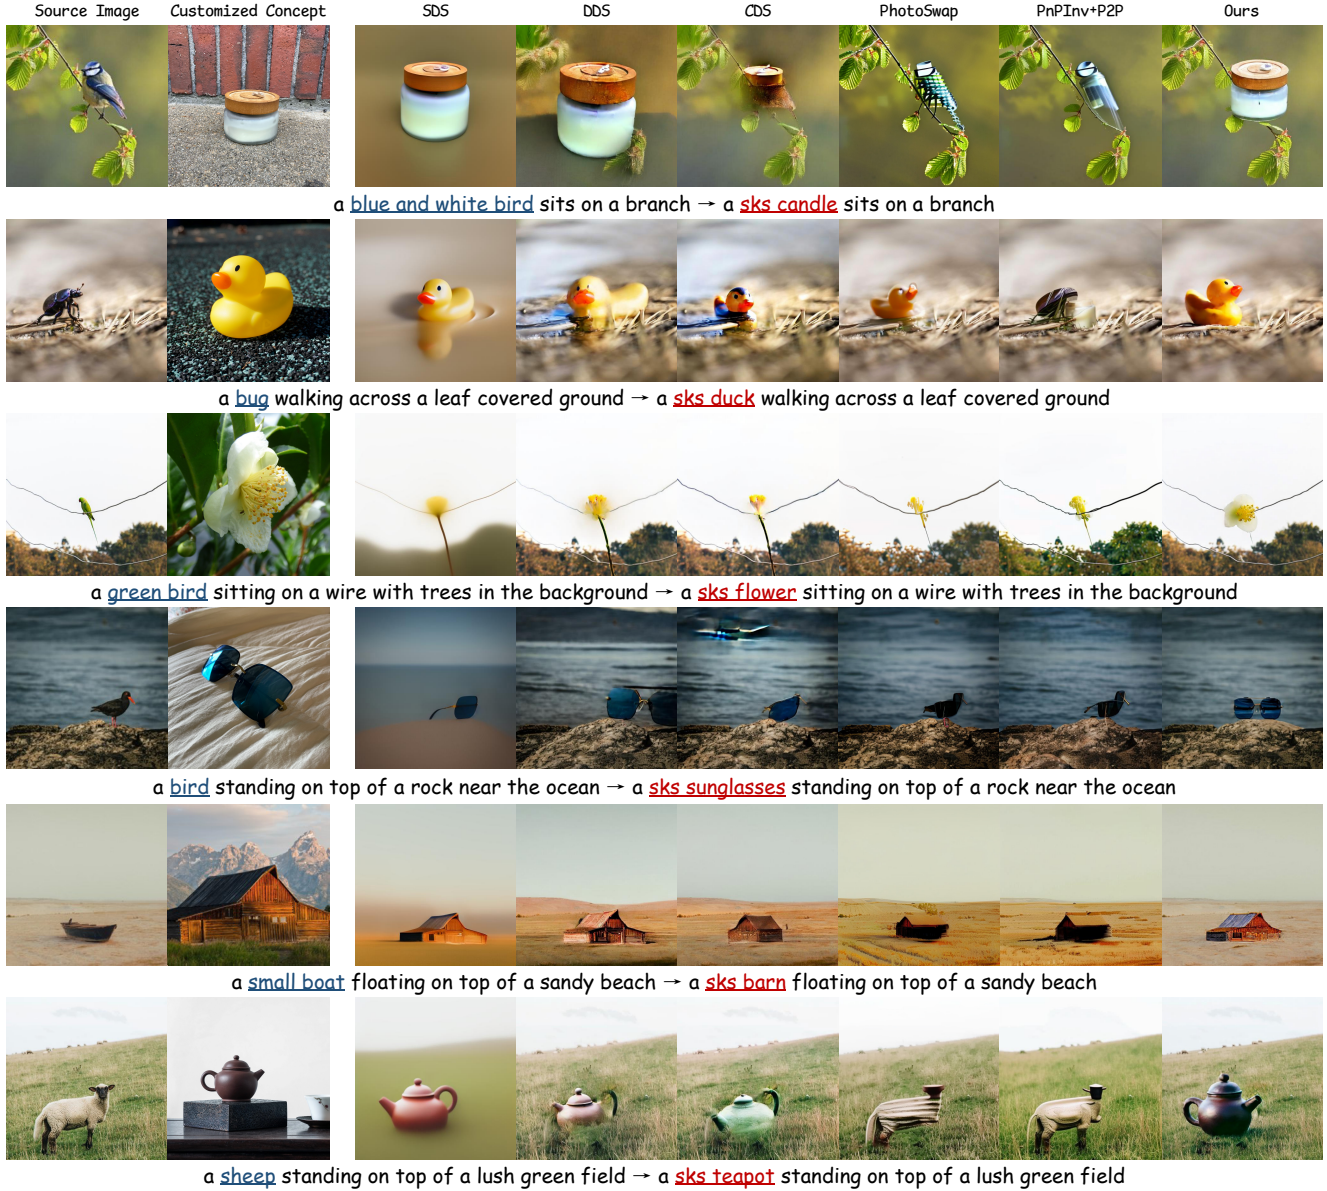 Source Image Customized Concept SDS DDS CDS PhotoSwap PnPInv+P2P Ours
a blue and white bird sits on a branch → a sks candle sits on a branch
a bug walking across a leaf covered ground → a sks duck walking across a leaf covered ground
a green bird sitting on a wire with trees in the background → a sks flower sitting on a wire with trees in the background
a bird standing on top of a rock near the ocean → a sks sunglasses standing on top of a rock near the ocean
a small boat floating on top of a sandy beach → a sks barn floating on top of a sandy beach
a sheep standing on top of a lush green field → a sks teapot standing on top of a lush green field